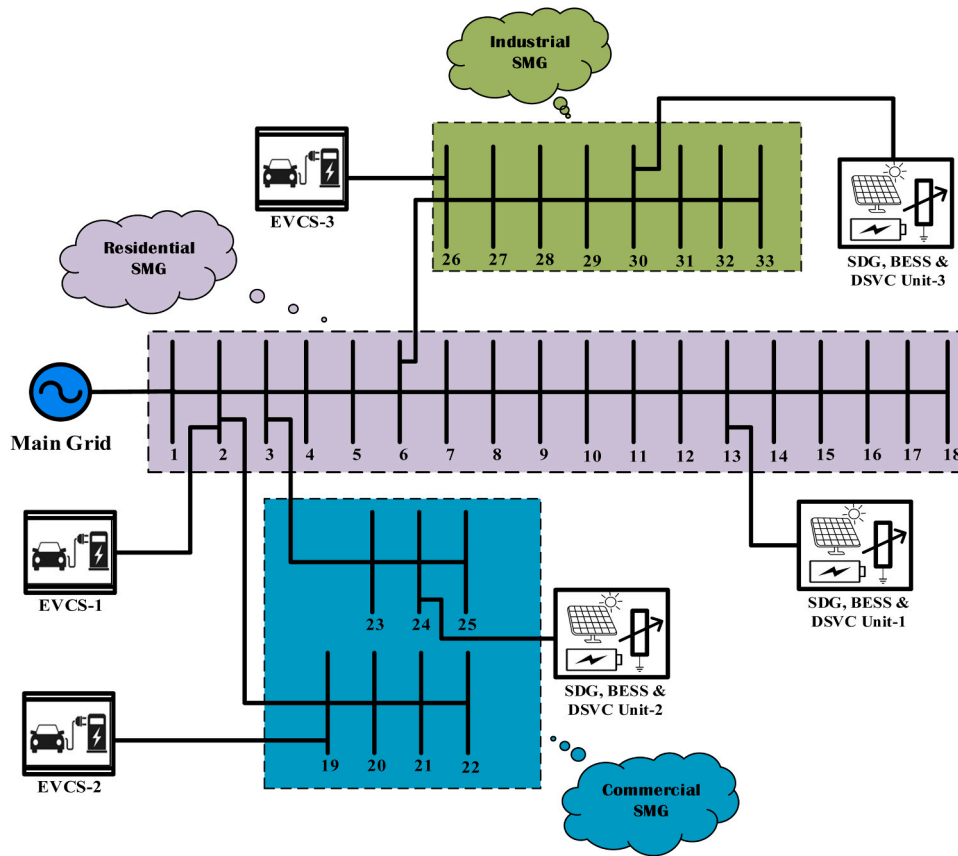 Industrial
SMG
EVCS-3
26 27 28 29 30 31 32 33
SDG, BESS &
DSVC Unit-3
Residential
SMG
Main Grid
1 2 3 4 5 6 7 8 9 10 11 12 13 14 15 16 17 18
EVCS-1
23 24 25
SDG, BESS &
DSVC Unit-1
SDG, BESS &
DSVC Unit-2
EVCS-2
19 20 21 22
Commercial
SMG